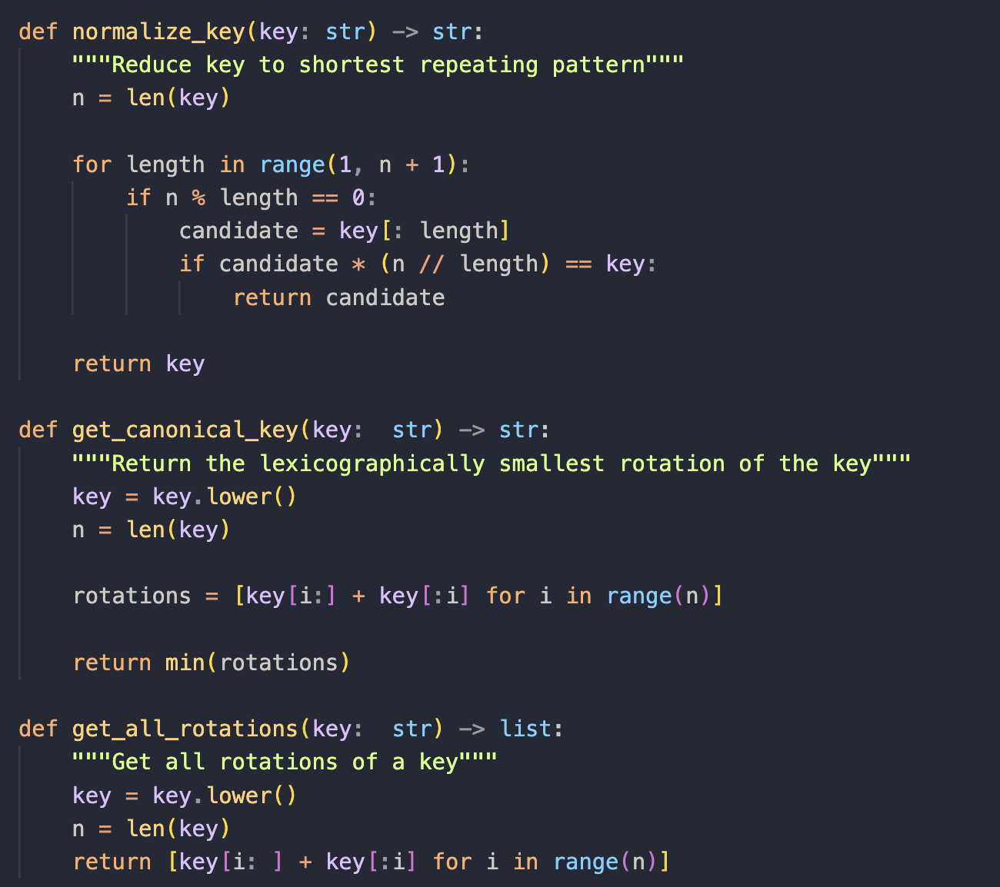 def normalize_key(key: str) -> str:
    """Reduce key to shortest repeating pattern"""
    n = len(key)

    for length in range(1, n + 1):
        if n % length == 0:
            candidate = key[: length]
            if candidate * (n // length) == key:
                return candidate

    return key

def get_canonical_key(key:  str) -> str:
    """Return the lexicographically smallest rotation of the key"""
    key = key.lower()
    n = len(key)

    rotations = [key[i:] + key[:i] for i in range(n)]

    return min(rotations)

def get_all_rotations(key:  str) -> list:
    """Get all rotations of a key"""
    key = key.lower()
    n = len(key)
    return [key[i: ] + key[:i] for i in range(n)]